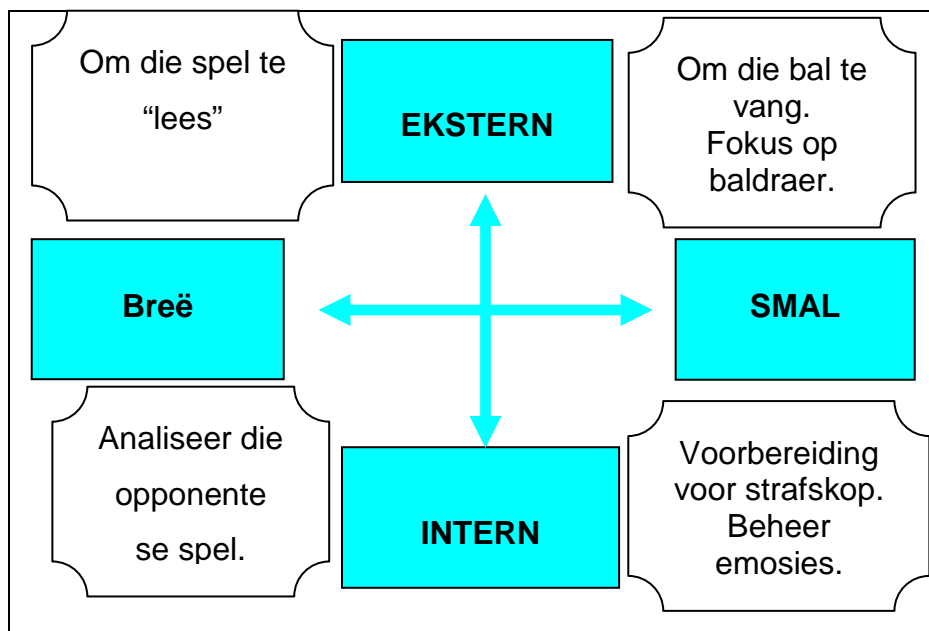 Om die spel te
“lees”
EKSTERN
Om die bal te
vang.
Fokus op
baldraer.
Breë
SMAL
Analiseer die
opponente
se spel.
INTERN
Voorbereiding
voor strafskop.
Beheer
emosies.